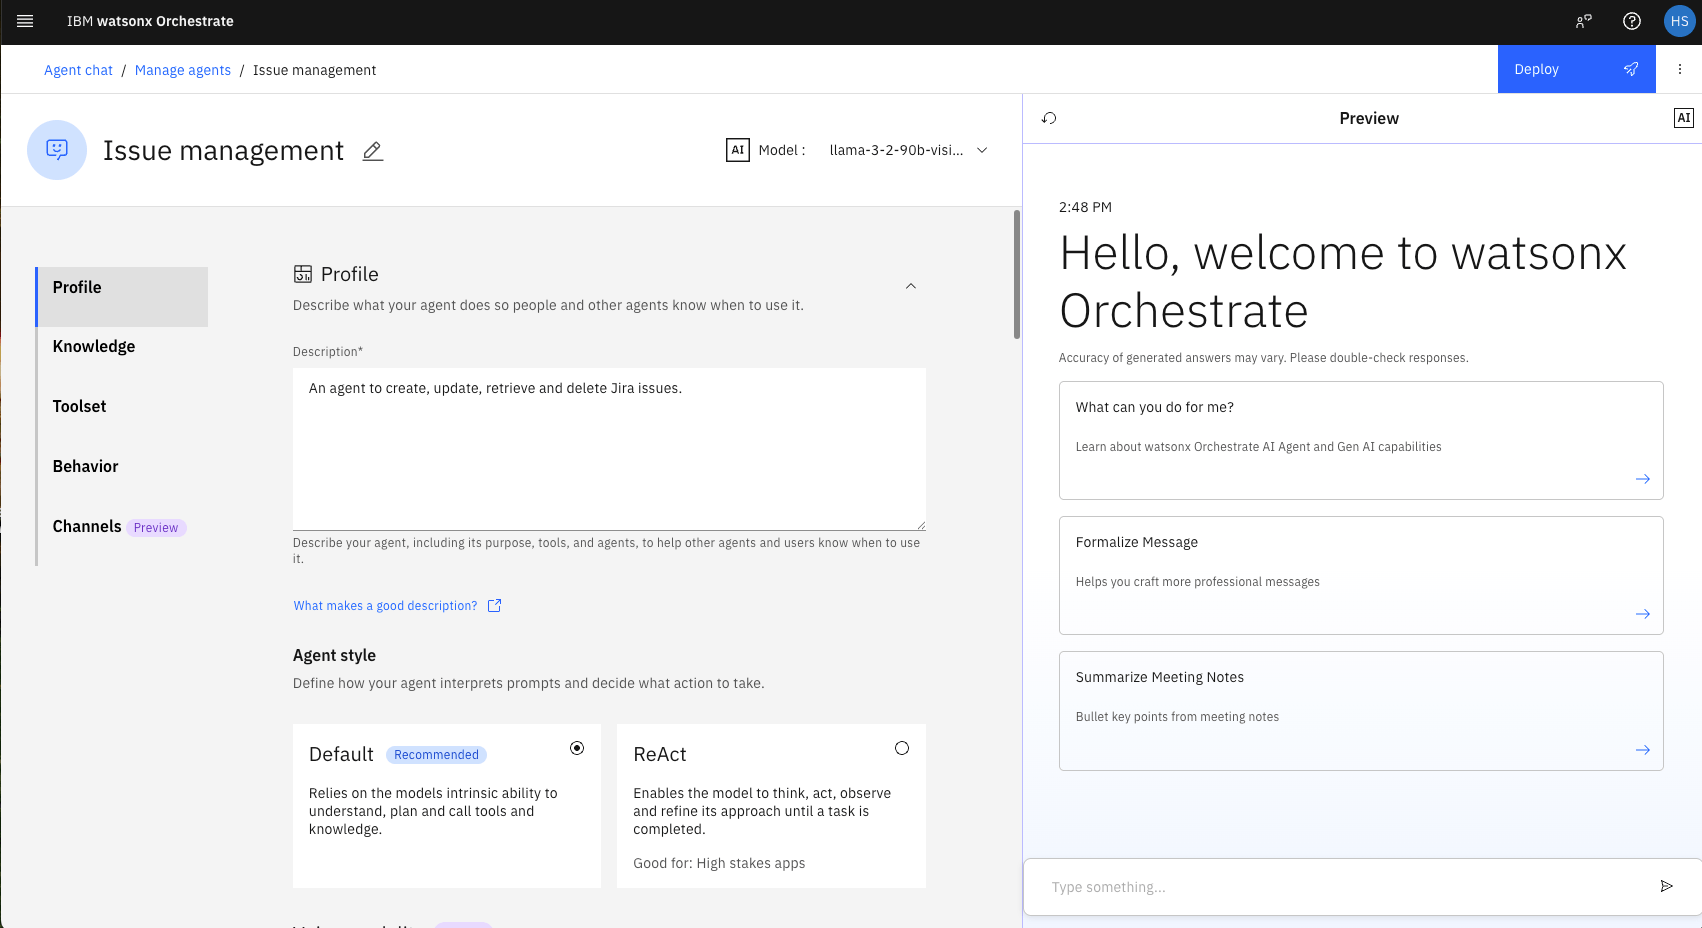 IBM watsonx Orchestrate
HS
Agent chat / Manage agents / Issue management
Deploy
Issue management
AI Model : llama-3-2-90b-visi...
Profile
Knowledge
Toolset
Behavior
Channels Preview
Profile
Describe what your agent does so people and other agents know when to use it.
Description*
An agent to create, update, retrieve and delete Jira issues.
Describe your agent, including its purpose, tools, and agents, to help other agents and users know when to use
it.
What makes a good description?
Agent style
Define how your agent interprets prompts and decide what action to take.
Default Recommended
Relies on the models intrinsic ability to
understand, plan and call tools and
knowledge.
ReAct
Enables the model to think, act, observe
and refine its approach until a task is
completed.
Good for: High stakes apps
Preview
AI
2:48 PM
Hello, welcome to watsonx
Orchestrate
Accuracy of generated answers may vary. Please double-check responses.
What can you do for me?
Learn about watsonx Orchestrate AI Agent and Gen AI capabilities
Formalize Message
Helps you craft more professional messages
Summarize Meeting Notes
Bullet key points from meeting notes
Type something...